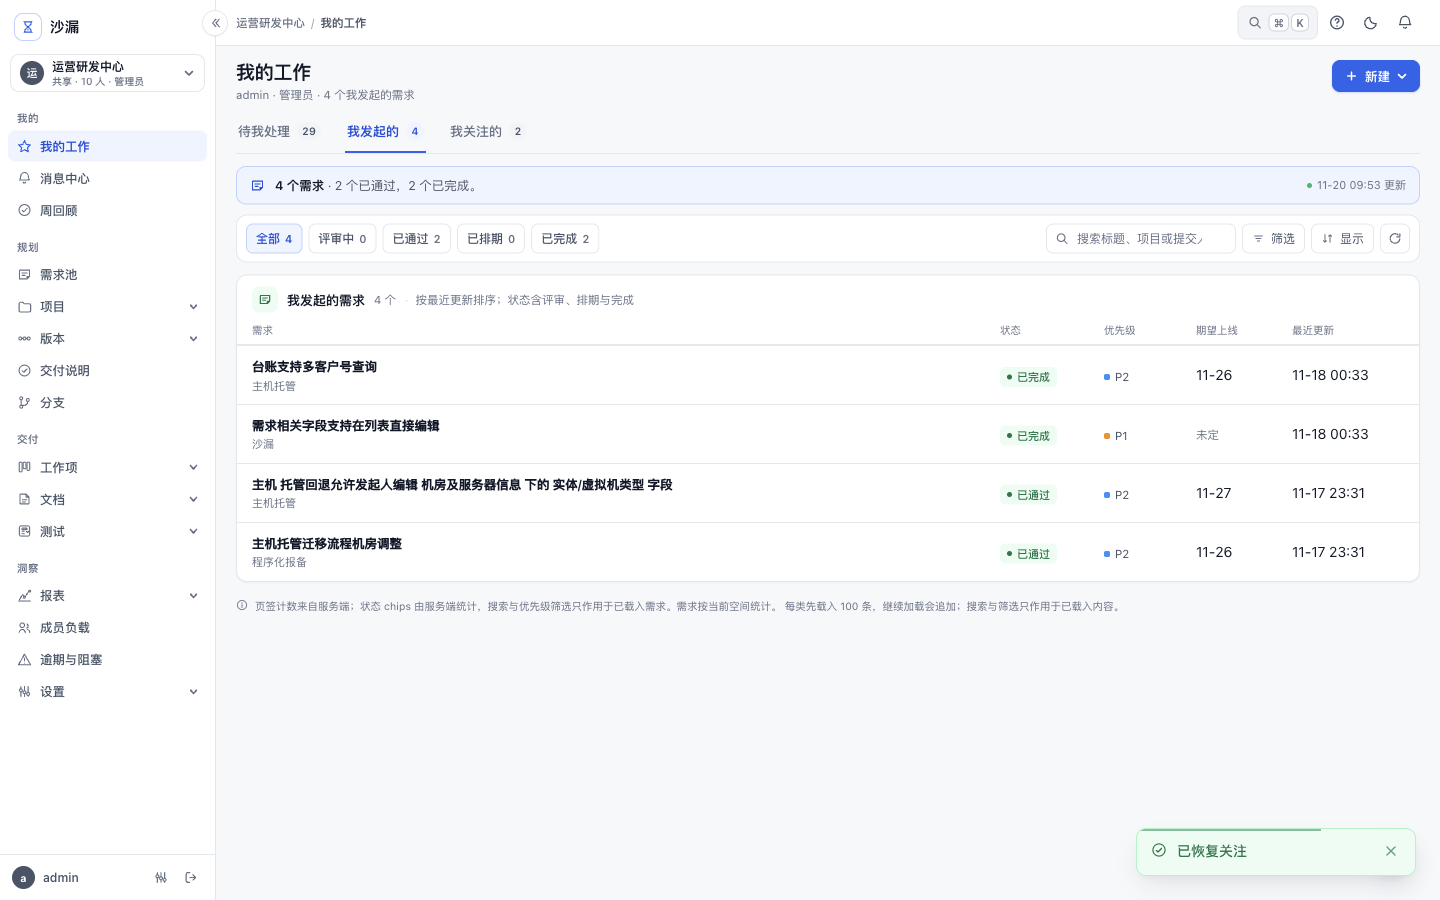 沙漏
运
运营研发中心
共享 · 10 人 · 管理员
我的
我的工作
消息中心
周回顾
规划
需求池
项目
版本
交付说明
分支
交付
工作项
文档
测试
洞察
报表
成员负载
逾期与阻塞
设置
a admin
运营研发中心 / 我的工作
⌘ K
我的工作
admin · 管理员 · 4 个我发起的需求
新建
待我处理 29 我发起的 4 我关注的 2
4 个需求 · 2 个已通过，2 个已完成。 11-20 09:53 更新
全部 4 评审中 0 已通过 2 已排期 0 已完成 2 搜索标题、项目或提交 筛选 显示
我发起的需求 4 个 · 按最近更新排序；状态含评审、排期与完成
需求 状态 优先级 期望上线 最近更新
台账支持多客户号查询
主机托管
已完成 P2 11-26 11-18 00:33
需求相关字段支持在列表直接编辑
沙漏
已完成 P1 未定 11-18 00:33
主机 托管回退允许发起人编辑 机房及服务器信息 下的 实体/虚拟机类型 字段
主机托管
已通过 P2 11-27 11-17 23:31
主机托管迁移流程机房调整
程序化报备
已通过 P2 11-26 11-17 23:31
页签计数来自服务端；状态 chips 由服务端统计，搜索与优先级筛选只作用于已载入需求。需求按当前空间统计。 每类先载入 100 条，继续加载会追加；搜索与筛选只作用于已载入内容。
已恢复关注